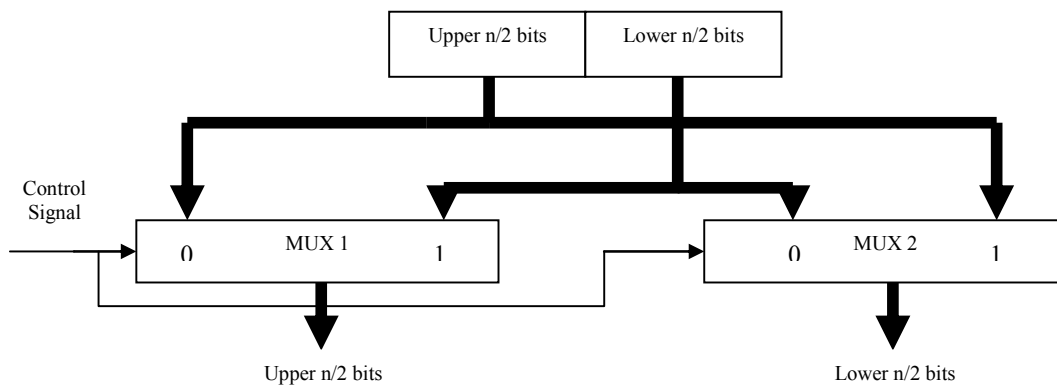 Upper n/2 bits Lower n/2 bits
Control
Signal
0 MUX 1 1
0 MUX 2 1
Upper n/2 bits
Lower n/2 bits